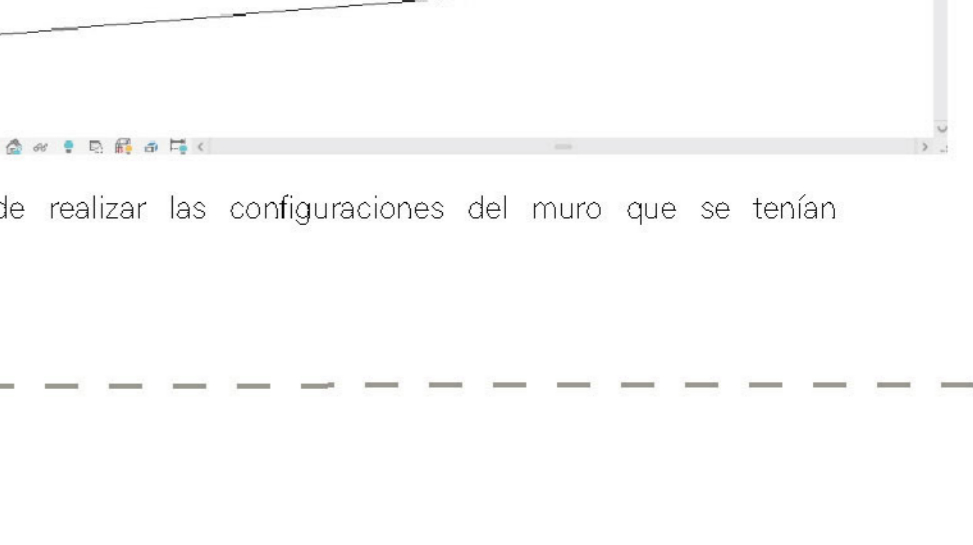 de realizar las configuraciones del muro que se tenían